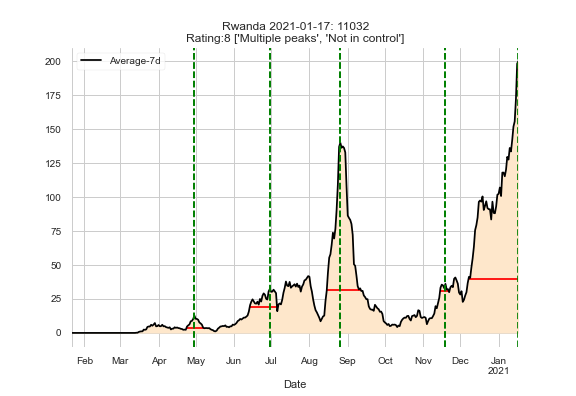 Rwanda 2021-01-17: 11032
Rating:8 ['Multiple peaks', 'Not in control']
Average-7d
200
175
150
125
100
75
50
25
0
Feb Mar Apr May Jun Jul Aug Sep Oct Nov Dec Jan
2021
Date